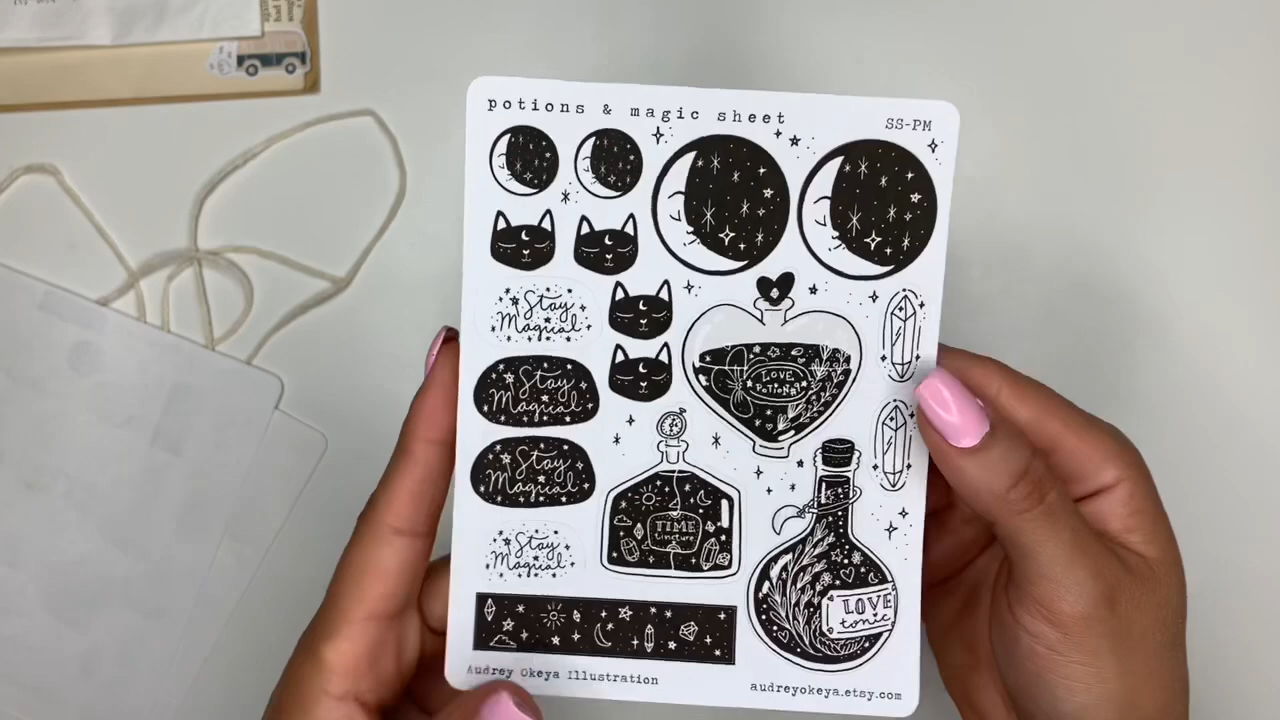 potions & magic sheet
SS-PM
Stay
Magical
Stay
Magical
Stay
Magical
Stay
Magical
LOVE
POTION #9
TIME
tincture
LOVE
tonic
Audrey Okeya Illustration
audreyokeya.etsy.com